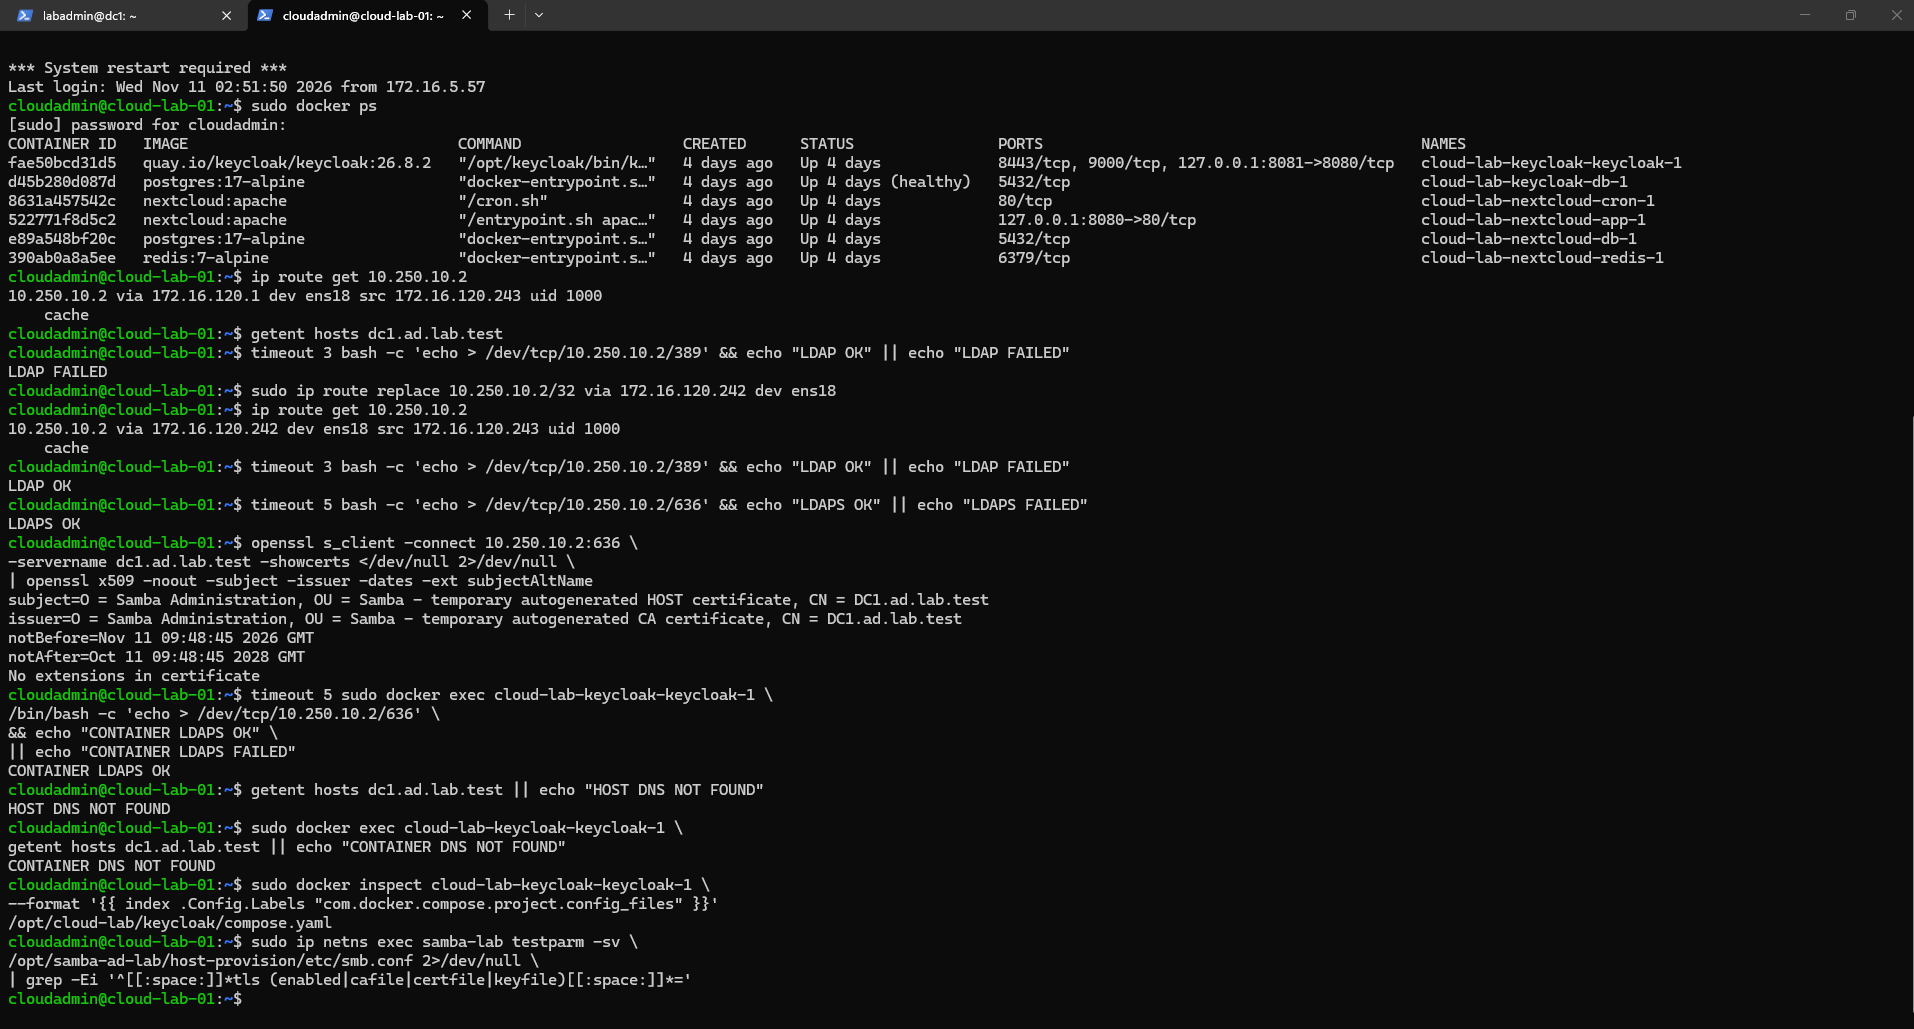 labadmin@dc1: ~
cloudadmin@cloud-lab-01: ~
*** System restart required ***
Last login: Wed Nov 11 02:51:50 2026 from 172.16.5.57
cloudadmin@cloud-lab-01:~$ sudo docker ps
[sudo] password for cloudadmin:
CONTAINER ID   IMAGE                              COMMAND                  CREATED      STATUS                PORTS                                          NAMES
fae50bcd31d5   quay.io/keycloak/keycloak:26.8.2   "/opt/keycloak/bin/k…"   4 days ago   Up 4 days             8443/tcp, 9000/tcp, 127.0.0.1:8081->8080/tcp   cloud-lab-keycloak-keycloak-1
d45b280d087d   postgres:17-alpine                 "docker-entrypoint.s…"   4 days ago   Up 4 days (healthy)   5432/tcp                                       cloud-lab-keycloak-db-1
8631a457542c   nextcloud:apache                   "/cron.sh"               4 days ago   Up 4 days             80/tcp                                         cloud-lab-nextcloud-cron-1
522771f8d5c2   nextcloud:apache                   "/entrypoint.sh apac…"   4 days ago   Up 4 days             127.0.0.1:8080->80/tcp                         cloud-lab-nextcloud-app-1
e89a548bf20c   postgres:17-alpine                 "docker-entrypoint.s…"   4 days ago   Up 4 days             5432/tcp                                       cloud-lab-nextcloud-db-1
390ab0a8a5ee   redis:7-alpine                     "docker-entrypoint.s…"   4 days ago   Up 4 days             6379/tcp                                       cloud-lab-nextcloud-redis-1
cloudadmin@cloud-lab-01:~$ ip route get 10.250.10.2
10.250.10.2 via 172.16.120.1 dev ens18 src 172.16.120.243 uid 1000
    cache
cloudadmin@cloud-lab-01:~$ getent hosts dc1.ad.lab.test
cloudadmin@cloud-lab-01:~$ timeout 3 bash -c 'echo > /dev/tcp/10.250.10.2/389' && echo "LDAP OK" || echo "LDAP FAILED"
LDAP FAILED
cloudadmin@cloud-lab-01:~$ sudo ip route replace 10.250.10.2/32 via 172.16.120.242 dev ens18
cloudadmin@cloud-lab-01:~$ ip route get 10.250.10.2
10.250.10.2 via 172.16.120.242 dev ens18 src 172.16.120.243 uid 1000
    cache
cloudadmin@cloud-lab-01:~$ timeout 3 bash -c 'echo > /dev/tcp/10.250.10.2/389' && echo "LDAP OK" || echo "LDAP FAILED"
LDAP OK
cloudadmin@cloud-lab-01:~$ timeout 5 bash -c 'echo > /dev/tcp/10.250.10.2/636' && echo "LDAPS OK" || echo "LDAPS FAILED"
LDAPS OK
cloudadmin@cloud-lab-01:~$ openssl s_client -connect 10.250.10.2:636 \
-servername dc1.ad.lab.test -showcerts </dev/null 2>/dev/null \
| openssl x509 -noout -subject -issuer -dates -ext subjectAltName
subject=O = Samba Administration, OU = Samba - temporary autogenerated HOST certificate, CN = DC1.ad.lab.test
issuer=O = Samba Administration, OU = Samba - temporary autogenerated CA certificate, CN = DC1.ad.lab.test
notBefore=Nov 11 09:48:45 2026 GMT
notAfter=Oct 11 09:48:45 2028 GMT
No extensions in certificate
cloudadmin@cloud-lab-01:~$ timeout 5 sudo docker exec cloud-lab-keycloak-keycloak-1 \
/bin/bash -c 'echo > /dev/tcp/10.250.10.2/636' \
&& echo "CONTAINER LDAPS OK" \
|| echo "CONTAINER LDAPS FAILED"
CONTAINER LDAPS OK
cloudadmin@cloud-lab-01:~$ getent hosts dc1.ad.lab.test || echo "HOST DNS NOT FOUND"
HOST DNS NOT FOUND
cloudadmin@cloud-lab-01:~$ sudo docker exec cloud-lab-keycloak-keycloak-1 \
getent hosts dc1.ad.lab.test || echo "CONTAINER DNS NOT FOUND"
CONTAINER DNS NOT FOUND
cloudadmin@cloud-lab-01:~$ sudo docker inspect cloud-lab-keycloak-keycloak-1 \
--format '{{ index .Config.Labels "com.docker.compose.project.config_files" }}'
/opt/cloud-lab/keycloak/compose.yaml
cloudadmin@cloud-lab-01:~$ sudo ip netns exec samba-lab testparm -sv \
/opt/samba-ad-lab/host-provision/etc/smb.conf 2>/dev/null \
| grep -Ei '^[[:space:]]*tls (enabled|cafile|certfile|keyfile)[[:space:]]*='
cloudadmin@cloud-lab-01:~$